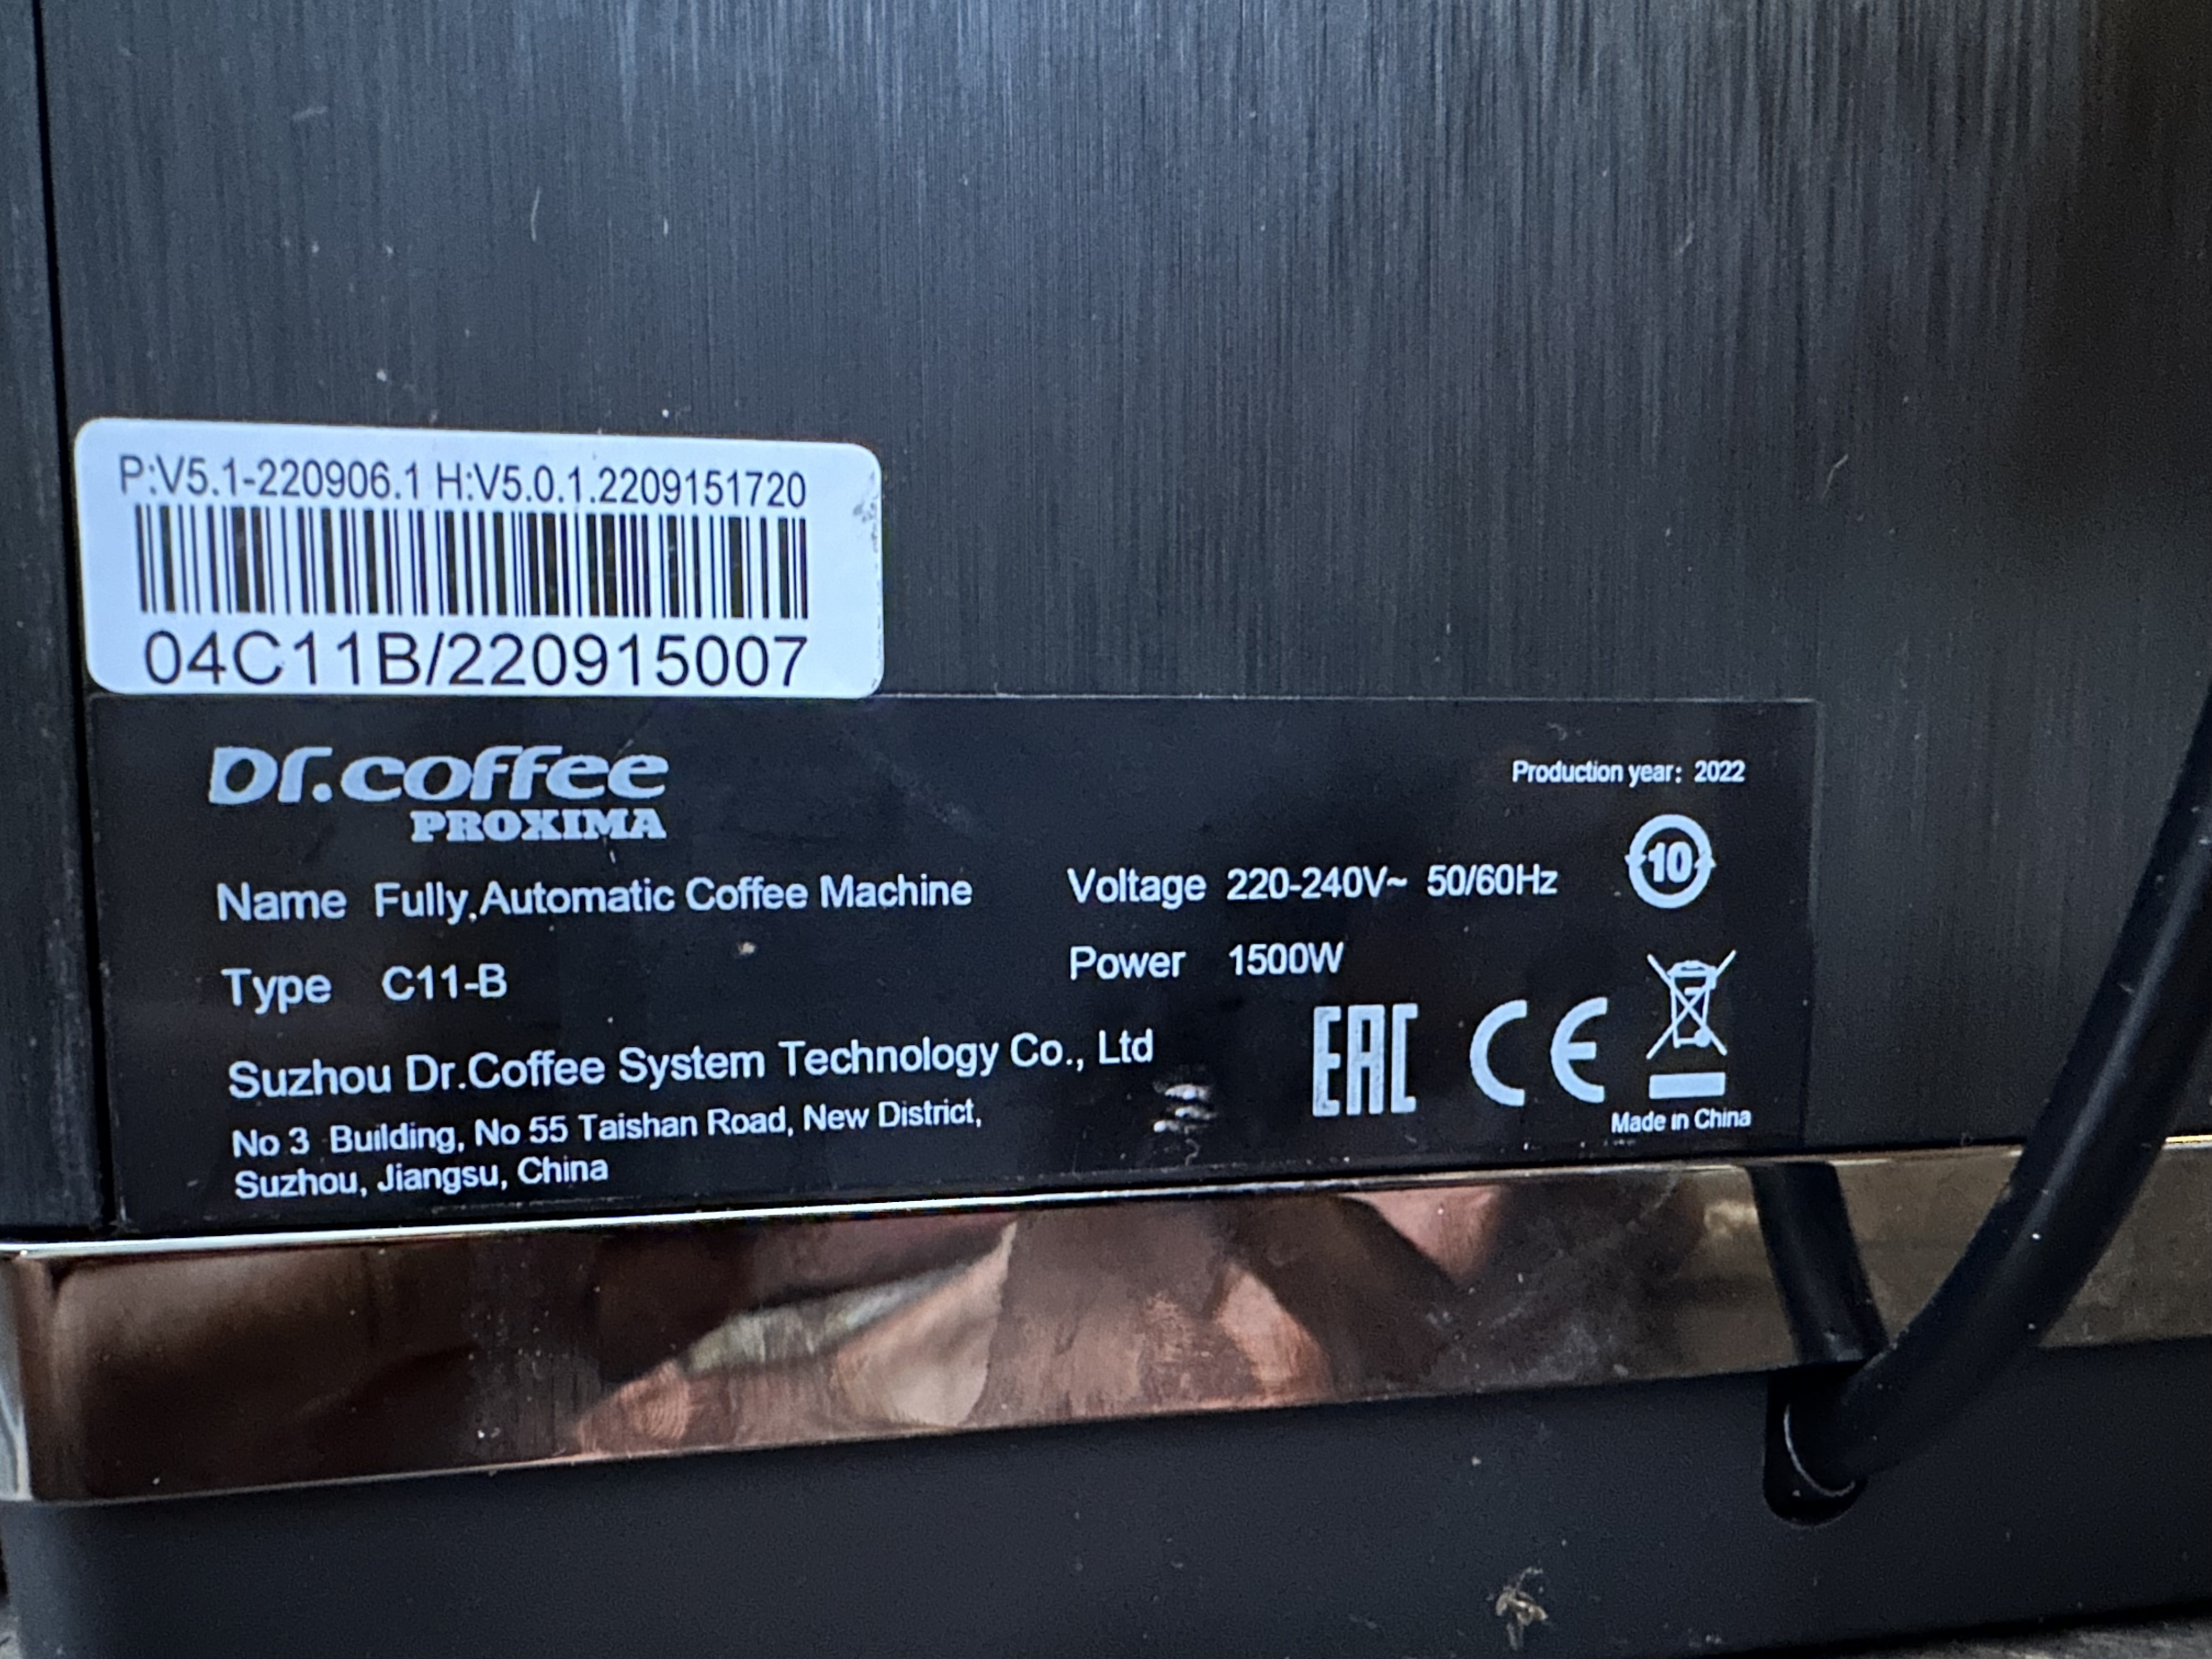 P:V5.1-220906.1 H:V5.0.1.2209151720
04C11B/220915007
Dr.coffee
PROXIMA
Production year: 2022
10
Name Fully Automatic Coffee Machine
Voltage 220-240V~ 50/60Hz
Type C11-B
Power 1500W
Suzhou Dr.Coffee System Technology Co., Ltd
No 3 Building, No 55 Taishan Road, New District,
Suzhou, Jiangsu, China
EAC CE
Made in China